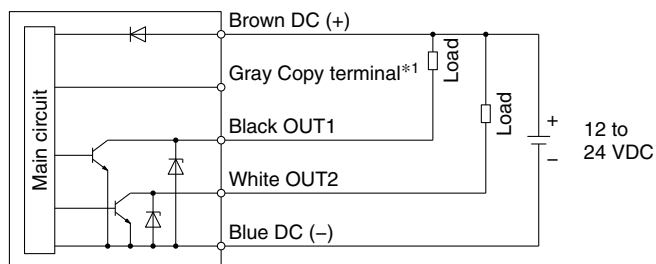 Brown DC (+)
Gray Copy terminal*1
Load
Load
Black OUT1
Main circuit
White OUT2
Blue DC (−)
+
−
12 to
24 VDC